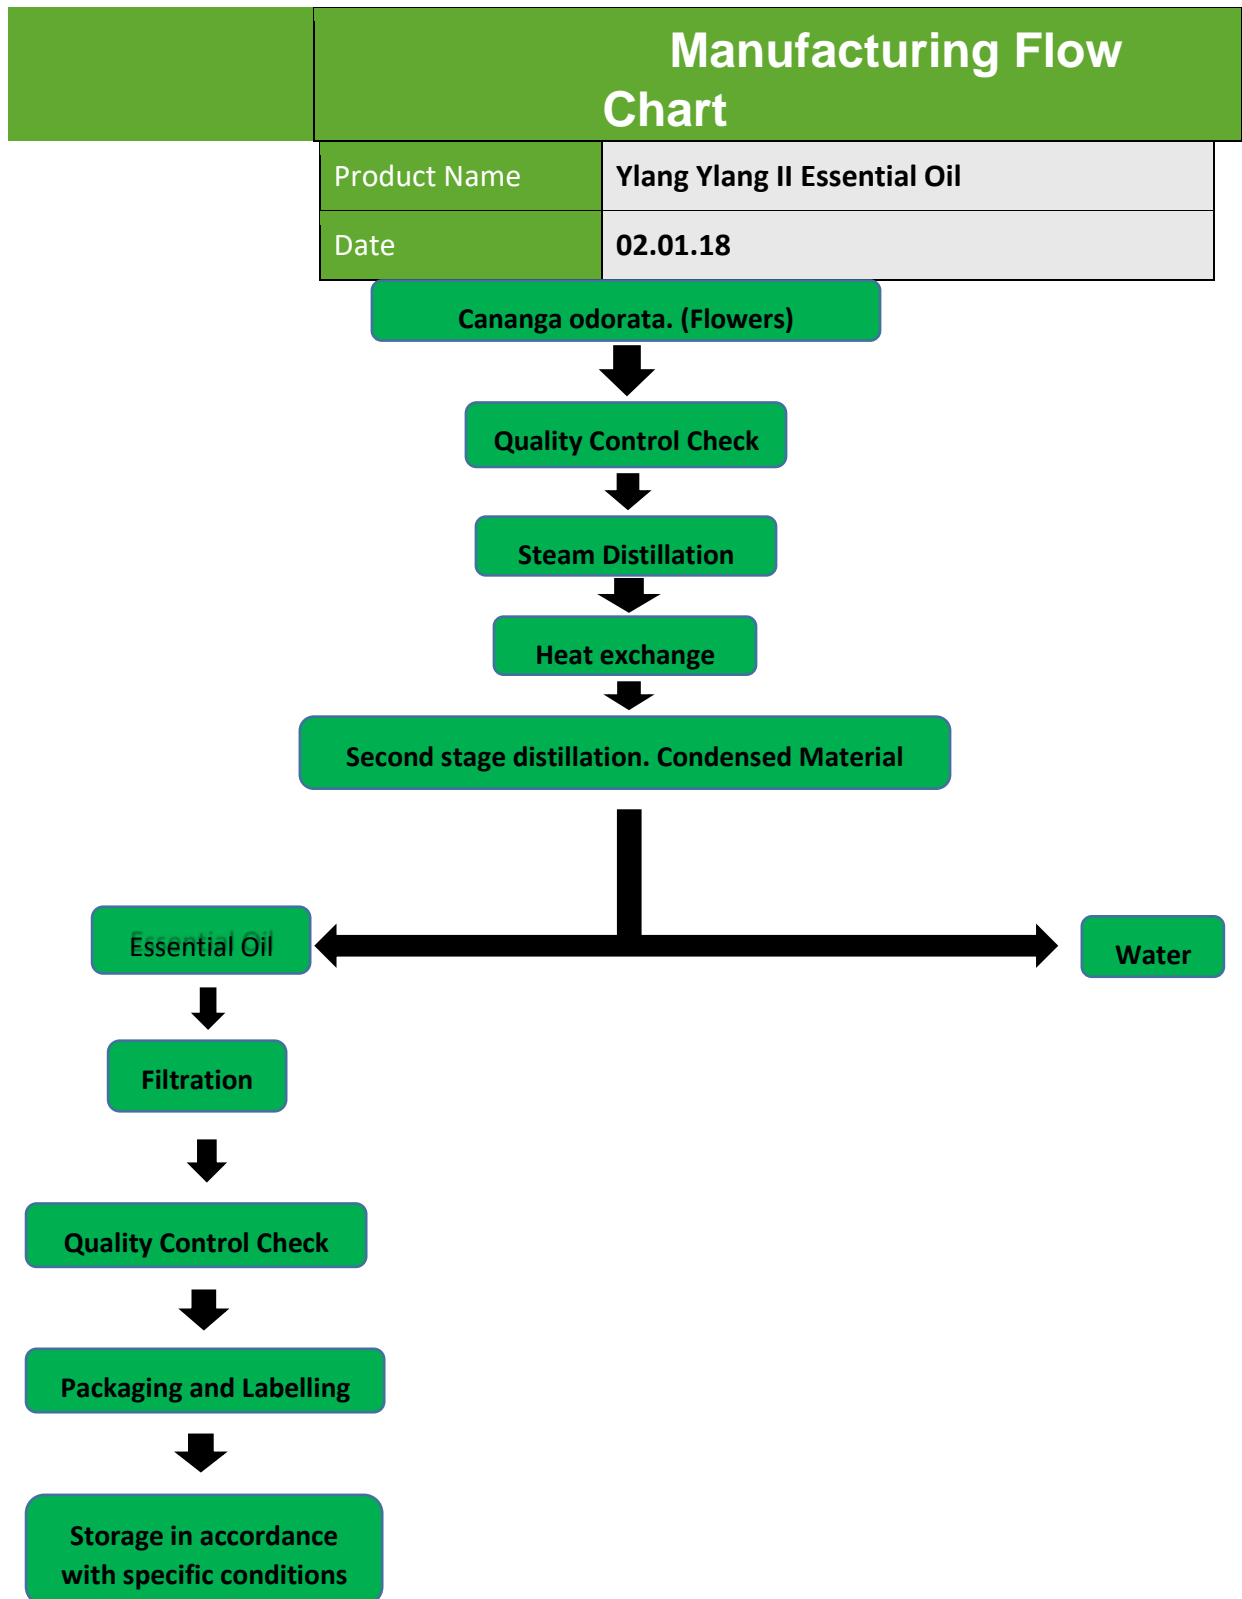 Manufacturing Flow
Chart
Product Name
Ylang Ylang II Essential Oil
Date
02.01.18
Cananga odorata. (Flowers)
Quality Control Check
Steam Distillation
Heat exchange
Second stage distillation. Condensed Material
Essential Oil
Water
Filtration
Quality Control Check
Packaging and Labelling
Storage in accordance
with specific conditions